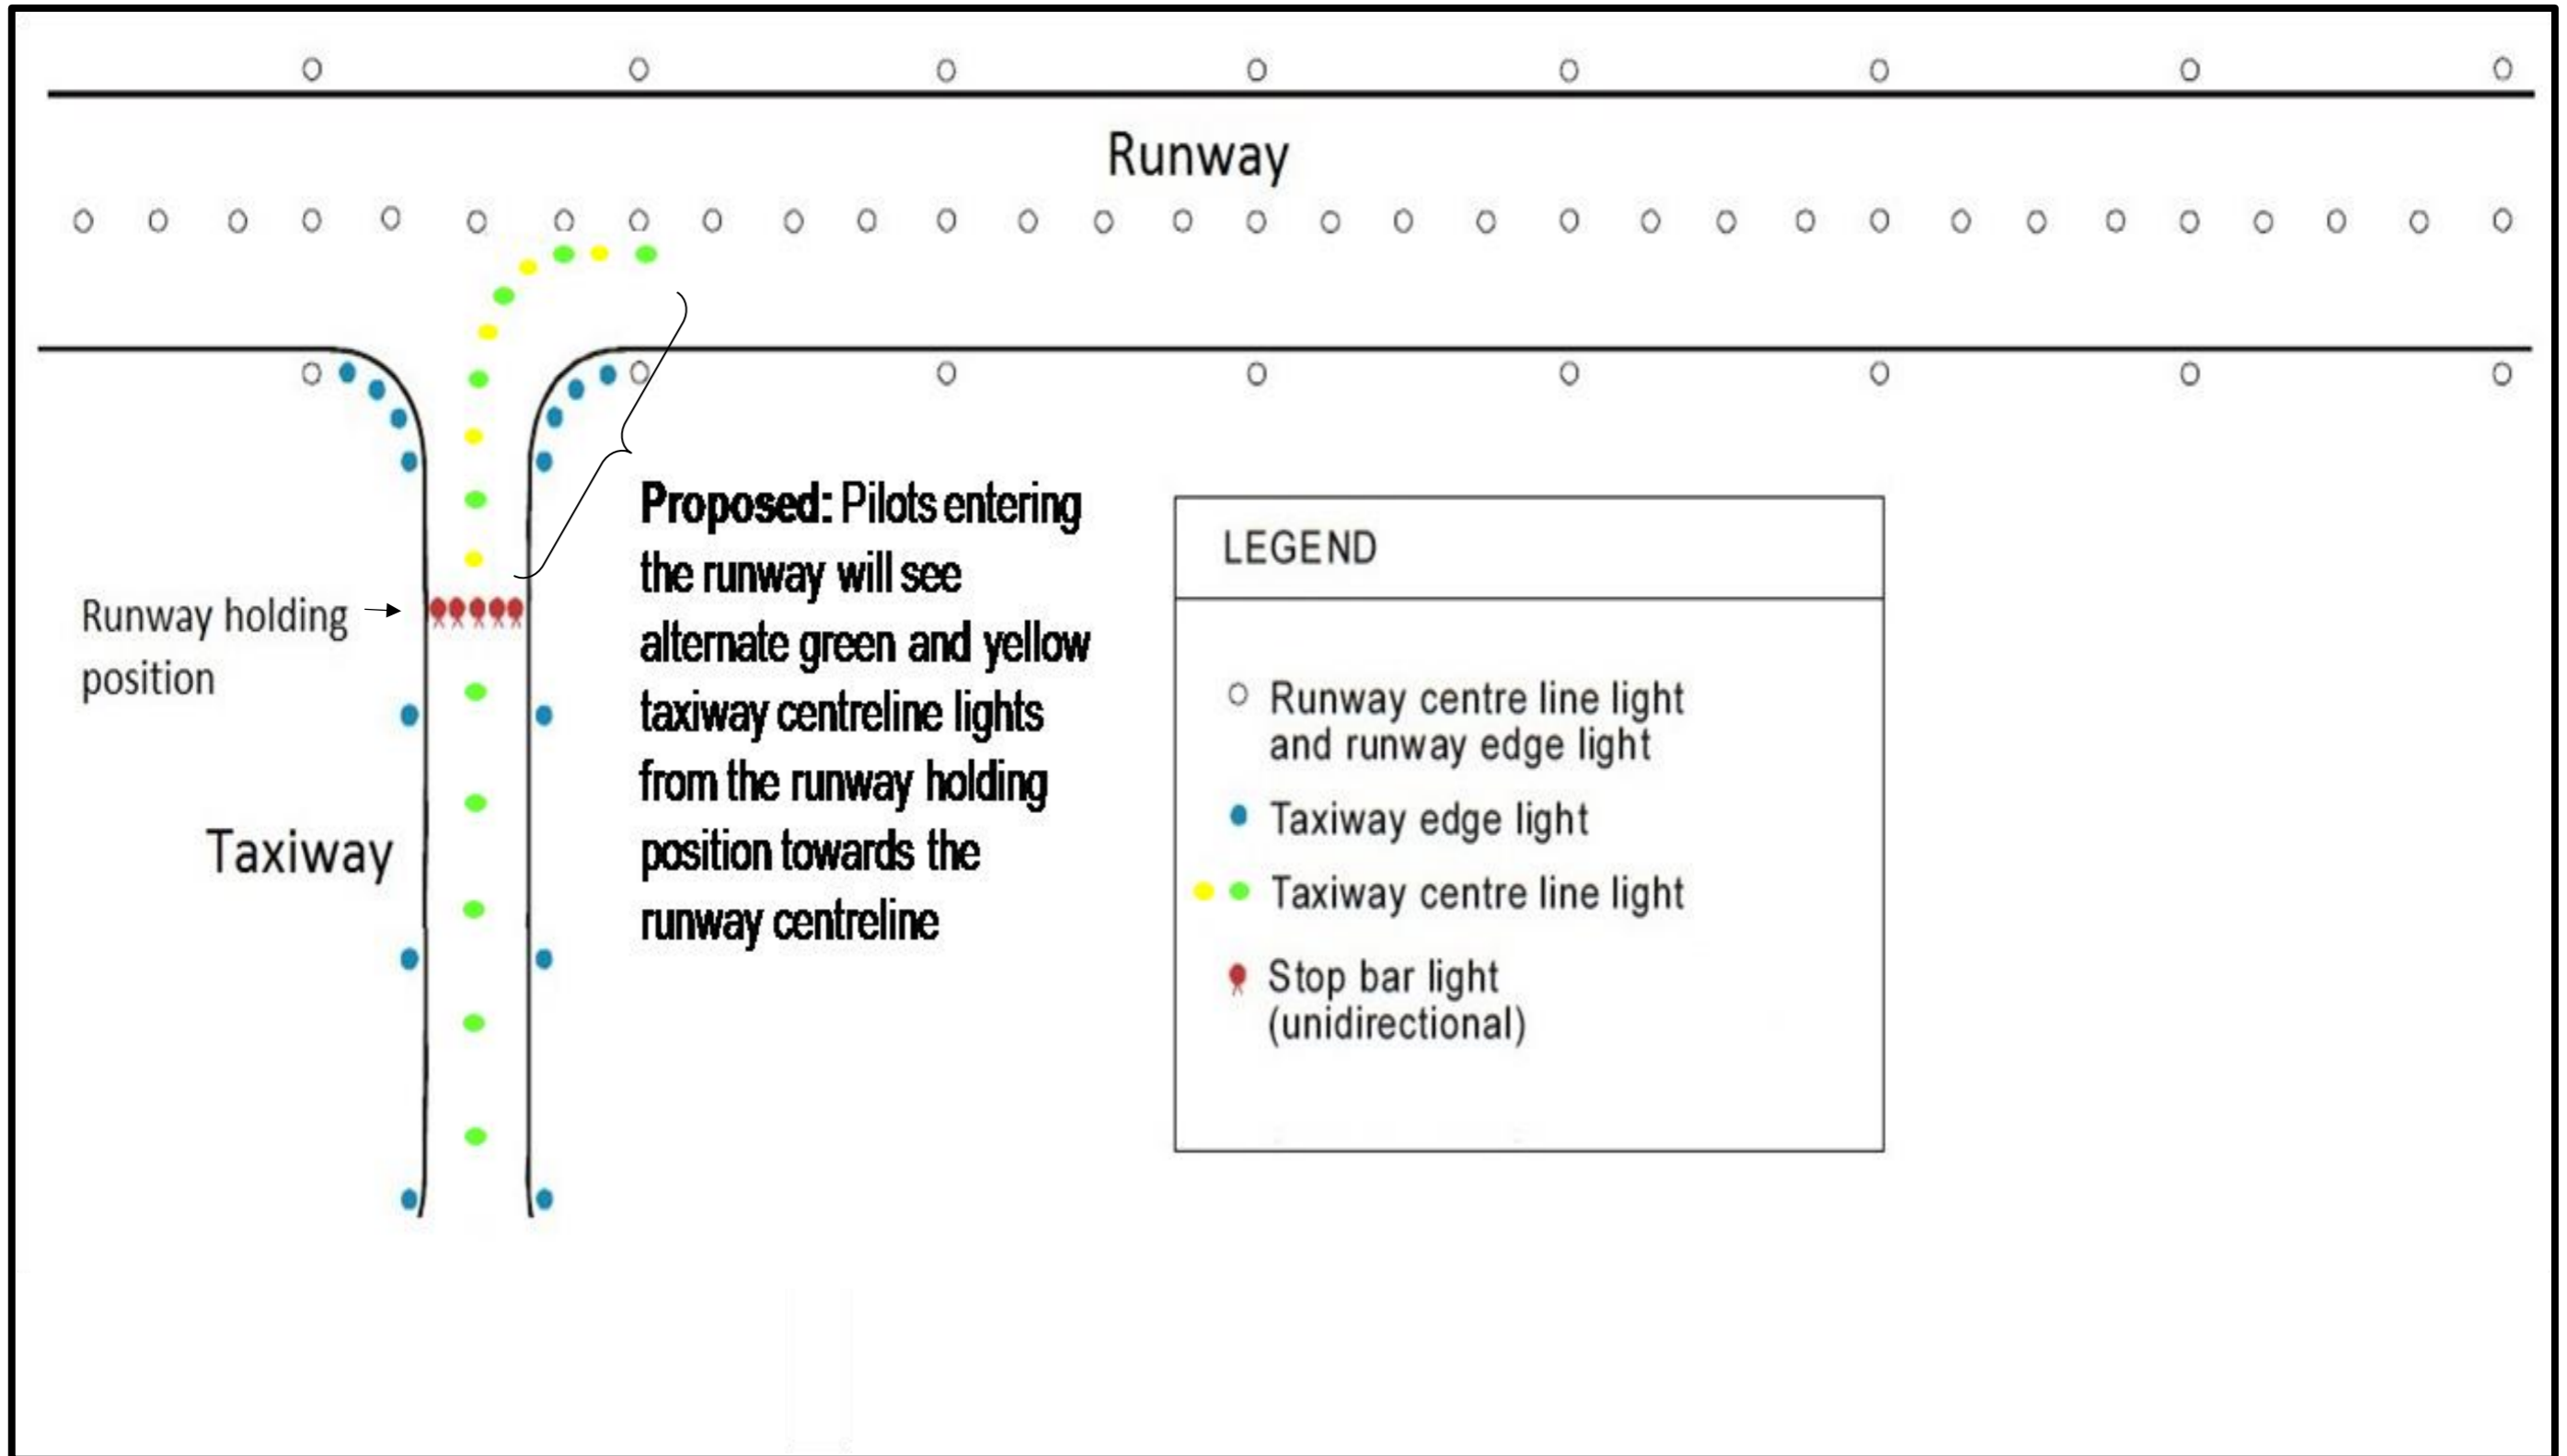 Runway
Proposed: Pilots entering
the runway will see
alternate green and yellow
taxiway centreline lights
from the runway holding
position towards the
runway centreline
Runway holding
position
Taxiway
LEGEND
Runway centre line light
and runway edge light
Taxiway edge light
Taxiway centre line light
Stop bar light
(unidirectional)